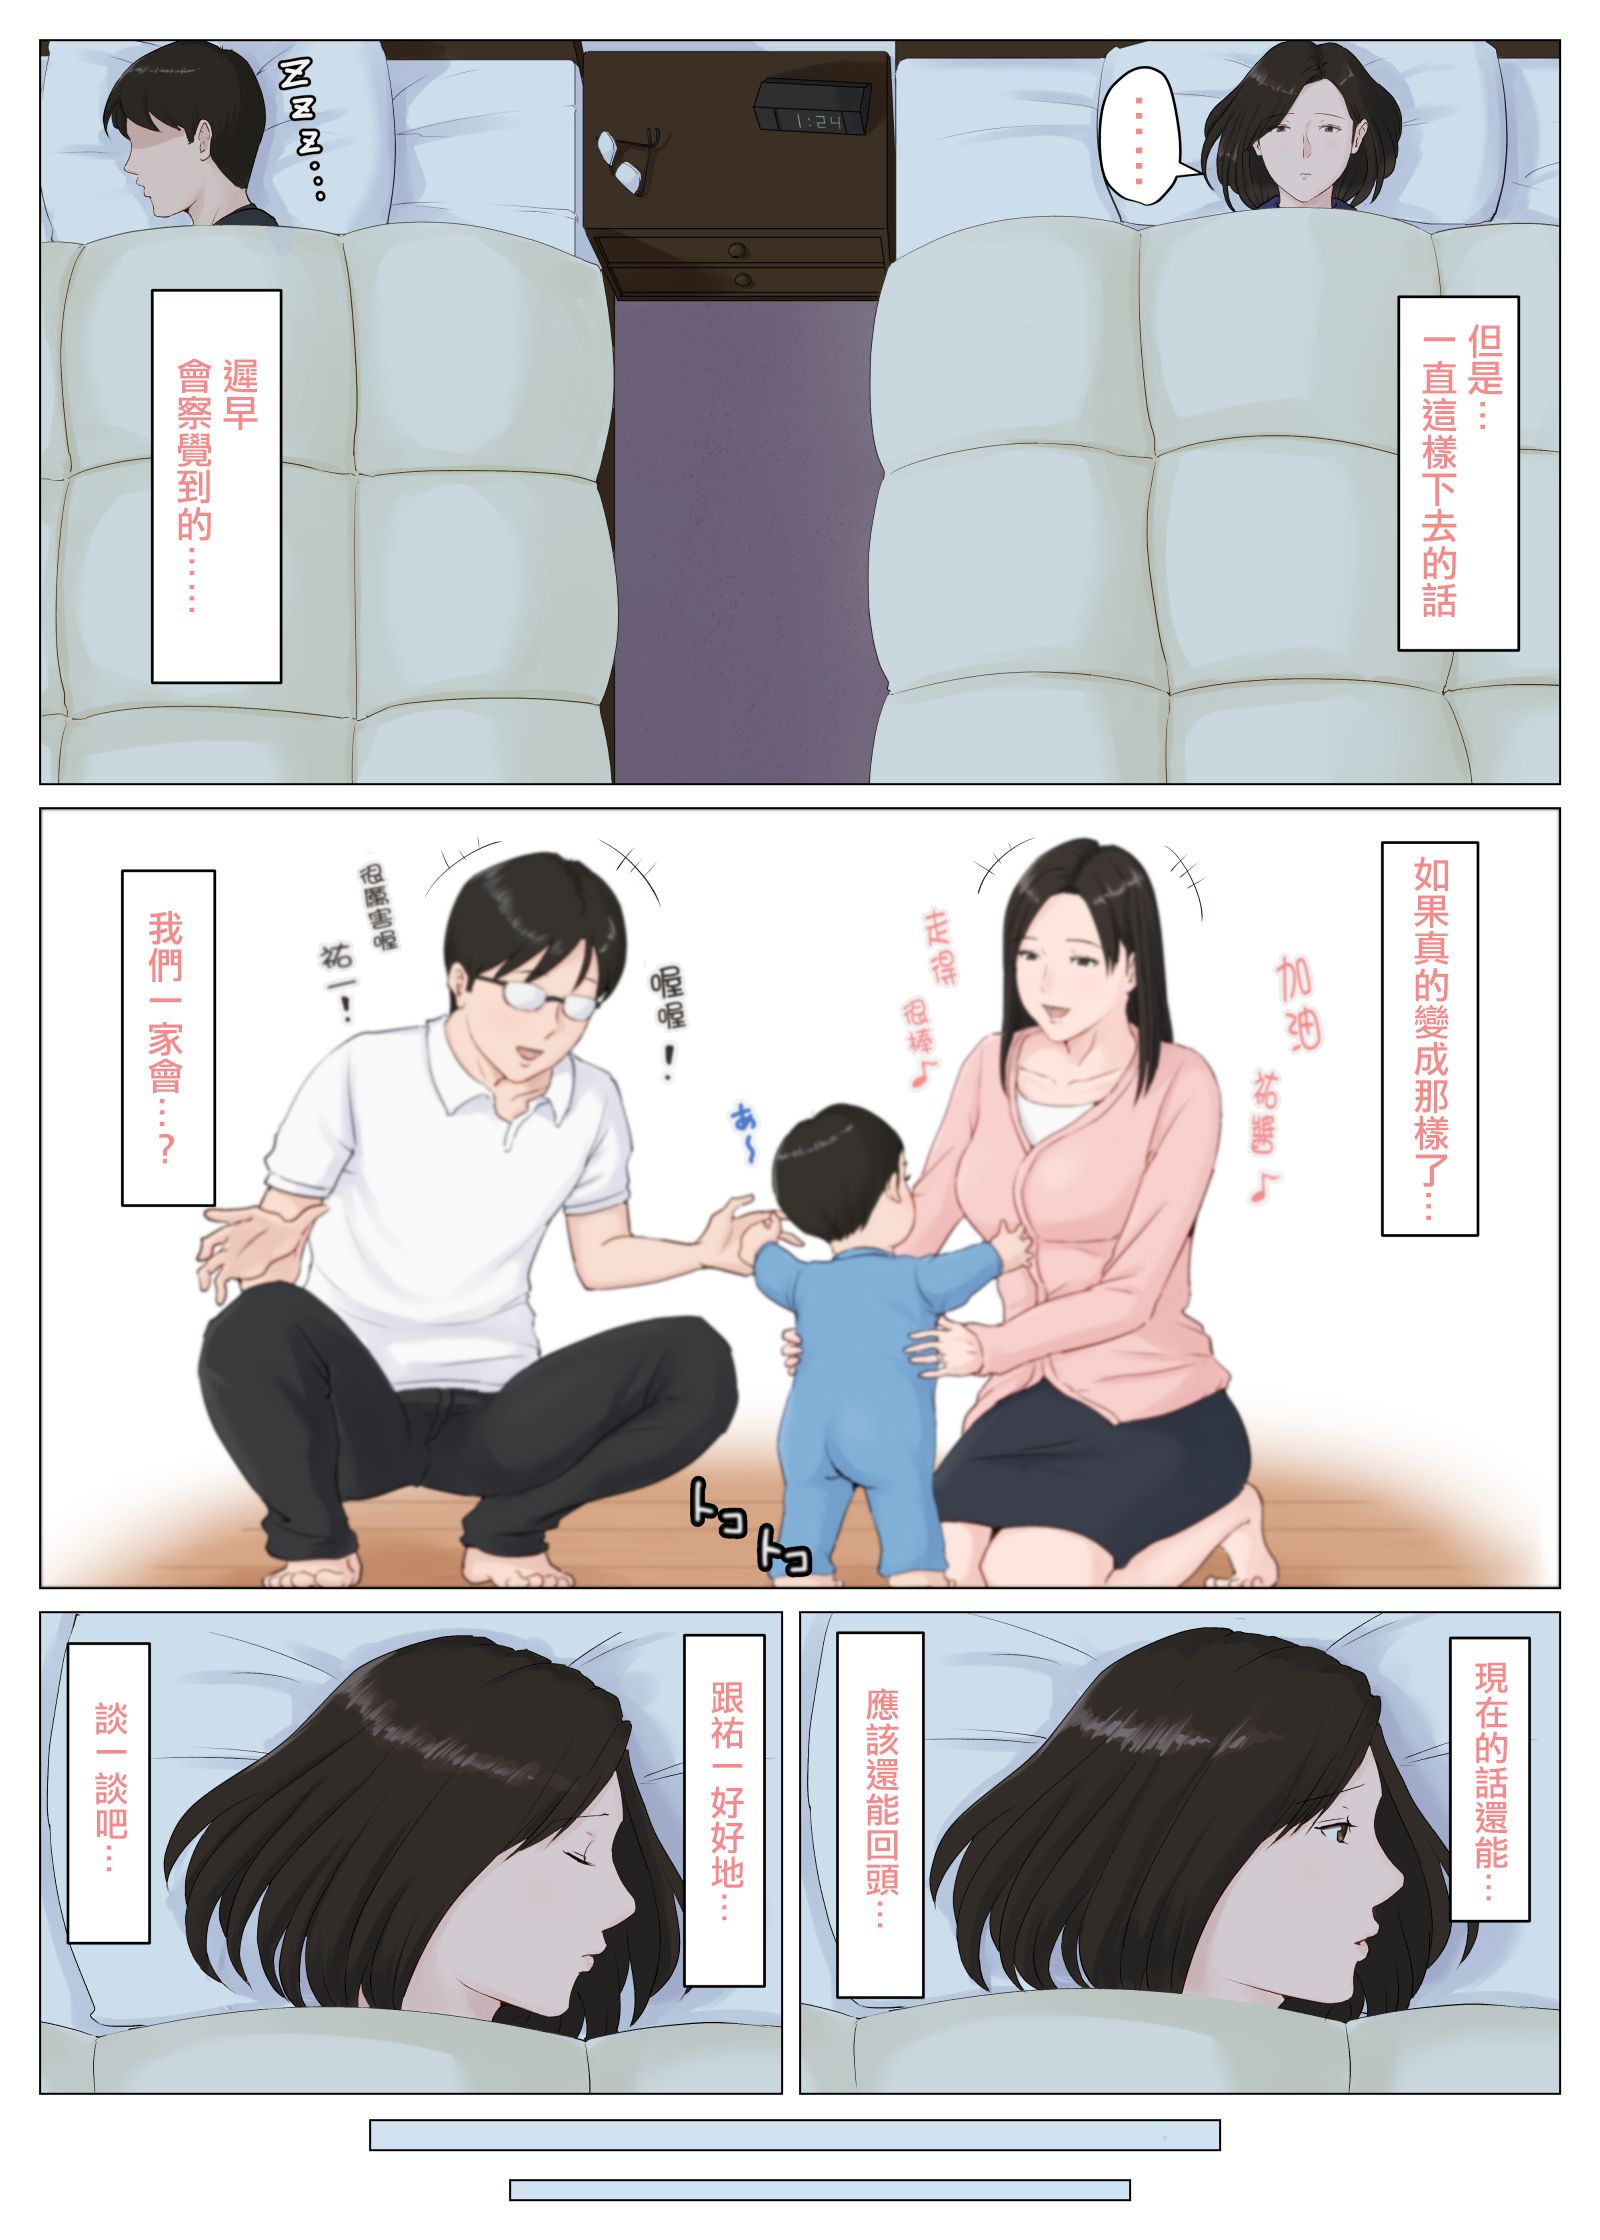 ……
但是…
一直這樣下去的話
1:24
zzz…
遲早
會察覺到的……
如果真的變成那樣了…
加油
祐醬♪
走得
很棒♪
あ～
喔喔！
很厲害喔
祐一！
トコ
トコ
我們一家會…？
現在的話還能…
應該還能回頭…
跟祐一好好地…
談一談吧…